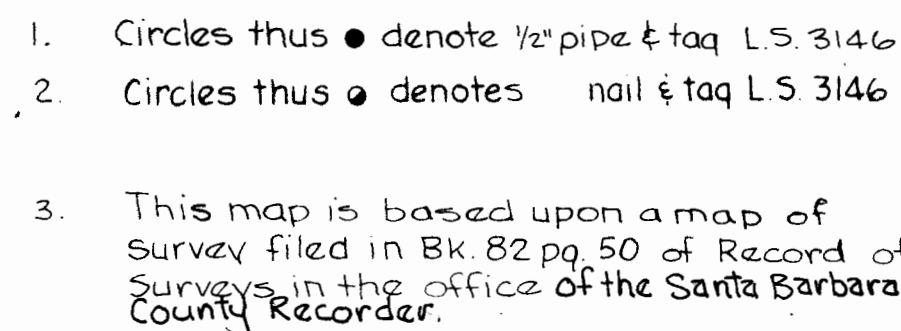 1. Circles thus ● denote 1/2" pipe & tag L.S. 3146
2. Circles thus denotes nail & tag L.S. 3146
3. This map is based upon a map of
survey filed in Bk. 82 pg. 50 of Record of
Surveys in the office of the Santa Barbara
County Recorder.